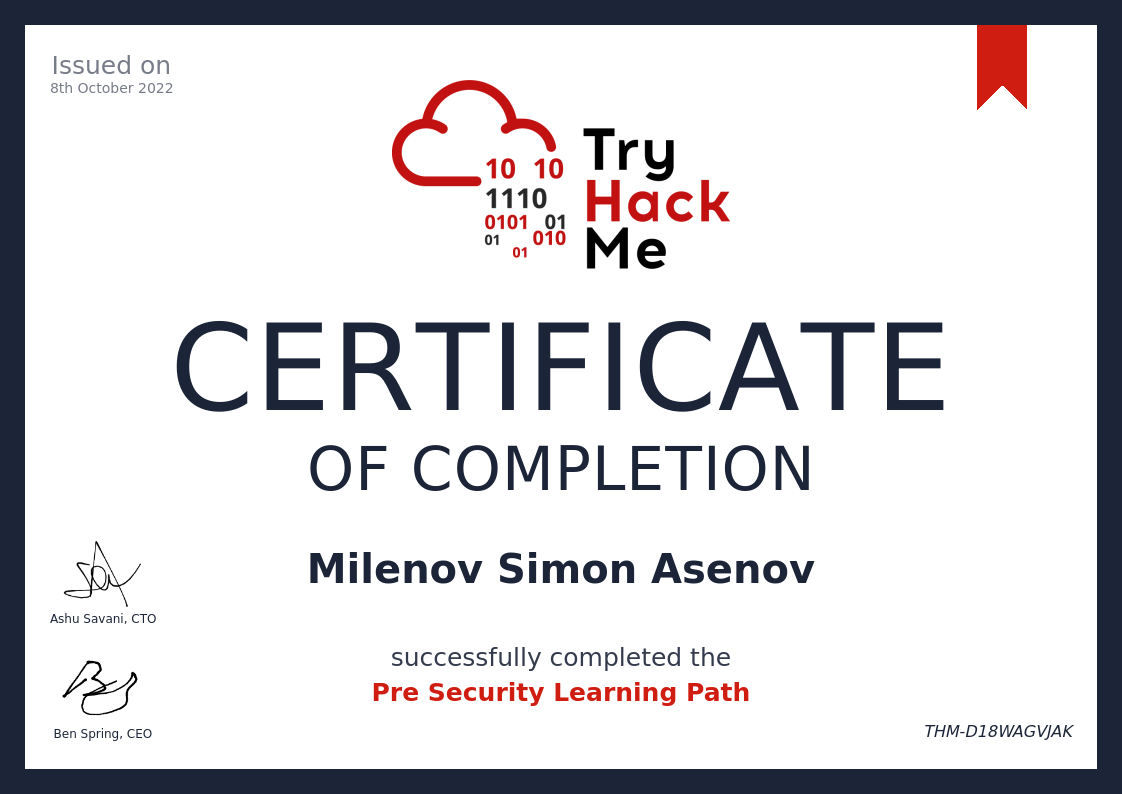 Issued on
8th October 2022
10 10
1110
0101 01
01 010
01
Try
Hack
Me
CERTIFICATE
OF COMPLETION
Milenov Simon Asenov
Ashu Savani, CTO
successfully completed the
Pre Security Learning Path
Ben Spring, CEO
THM-D18WAGVJAK